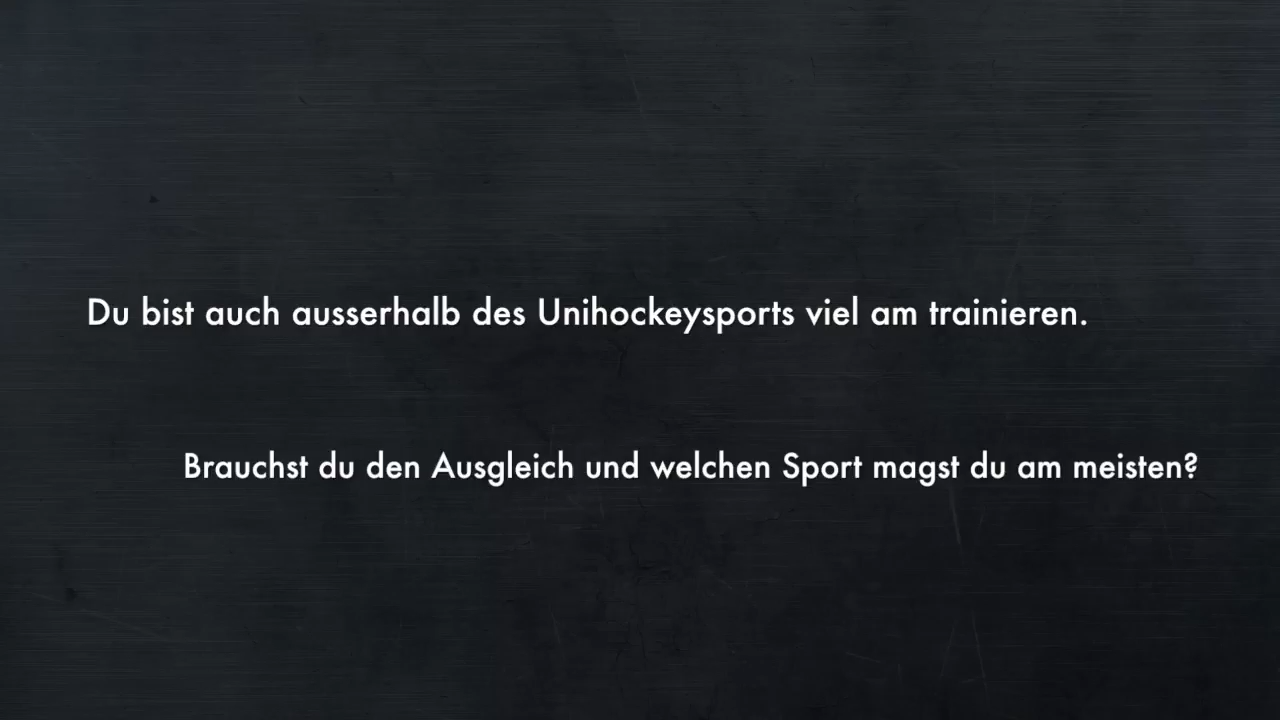 Du bist auch ausserhalb des Unihockeysports viel am trainieren.
Brauchst du den Ausgleich und welchen Sport magst du am meisten?